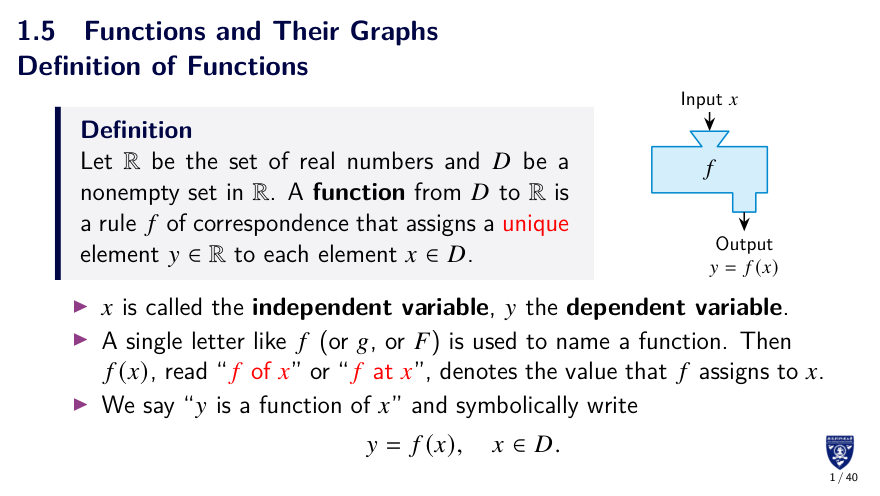 1.5 Functions and Their Graphs
Definition of Functions
Definition
Let ℝ be the set of real numbers and D be a
nonempty set in ℝ. A function from D to ℝ is
a rule f of correspondence that assigns a unique
element y ∈ ℝ to each element x ∈ D.
Input x
f
Output
y = f(x)
▶ x is called the independent variable, y the dependent variable.
▶ A single letter like f (or g, or F) is used to name a function. Then
f(x), read “f of x” or “f at x”, denotes the value that f assigns to x.
▶ We say “y is a function of x” and symbolically write
y = f(x), x ∈ D.
1 / 40